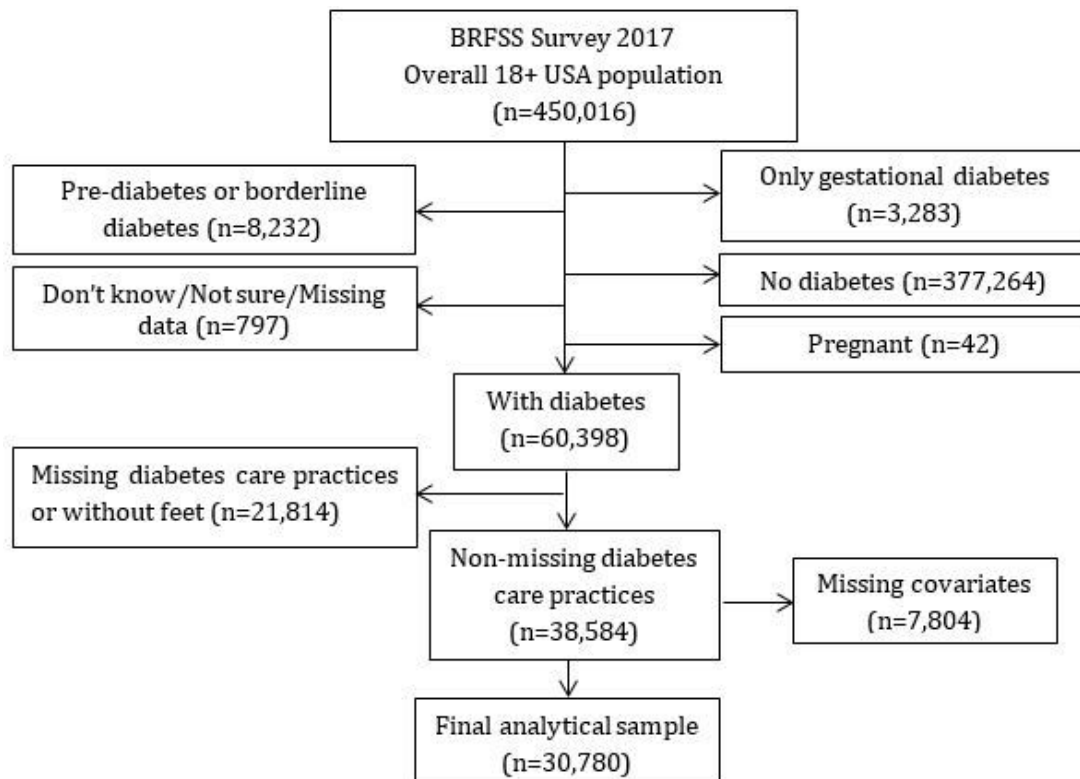 BRFSS Survey 2017
Overall 18+ USA population
(n=450,016)
Pre-diabetes or borderline
diabetes (n=8,232)
Only gestational diabetes
(n=3,283)
Don't know/Not sure/Missing
data (n=797)
No diabetes (n=377,264)
Pregnant (n=42)
With diabetes
(n=60,398)
Missing diabetes care practices
or without feet (n=21,814)
Non-missing diabetes
care practices
(n=38,584)
Missing covariates
(n=7,804)
Final analytical sample
(n=30,780)